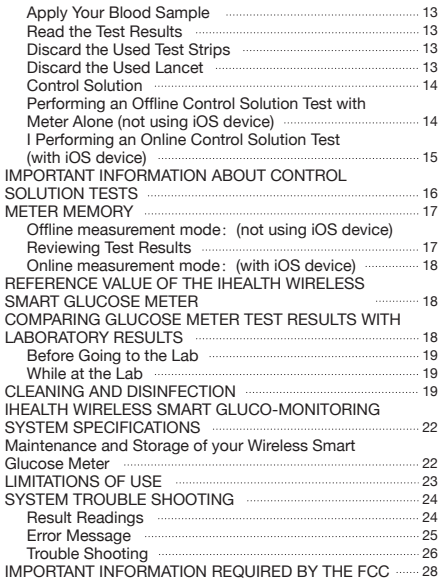 Apply Your Blood Sample 13
Read the Test Results 13
Discard the Used Test Strips 13
Discard the Used Lancet 13
Control Solution 14
Performing an Offline Control Solution Test with
Meter Alone (not using iOS device) 14
I Performing an Online Control Solution Test
(with iOS device) 15
IMPORTANT INFORMATION ABOUT CONTROL
SOLUTION TESTS 16
METER MEMORY 17
Offline measurement mode：(not using iOS device)
Reviewing Test Results 17
Online measurement mode：(with iOS device) 18
REFERENCE VALUE OF THE IHEALTH WIRELESS
SMART GLUCOSE METER 18
COMPARING GLUCOSE METER TEST RESULTS WITH
LABORATORY RESULTS 18
Before Going to the Lab 19
While at the Lab 19
CLEANING AND DISINFECTION 19
IHEALTH WIRELESS SMART GLUCO-MONITORING
SYSTEM SPECIFICATIONS 22
Maintenance and Storage of your Wireless Smart
Glucose Meter 22
LIMITATIONS OF USE 23
SYSTEM TROUBLE SHOOTING 24
Result Readings 24
Error Message 25
Trouble Shooting 26
IMPORTANT INFORMATION REQUIRED BY THE FCC 28